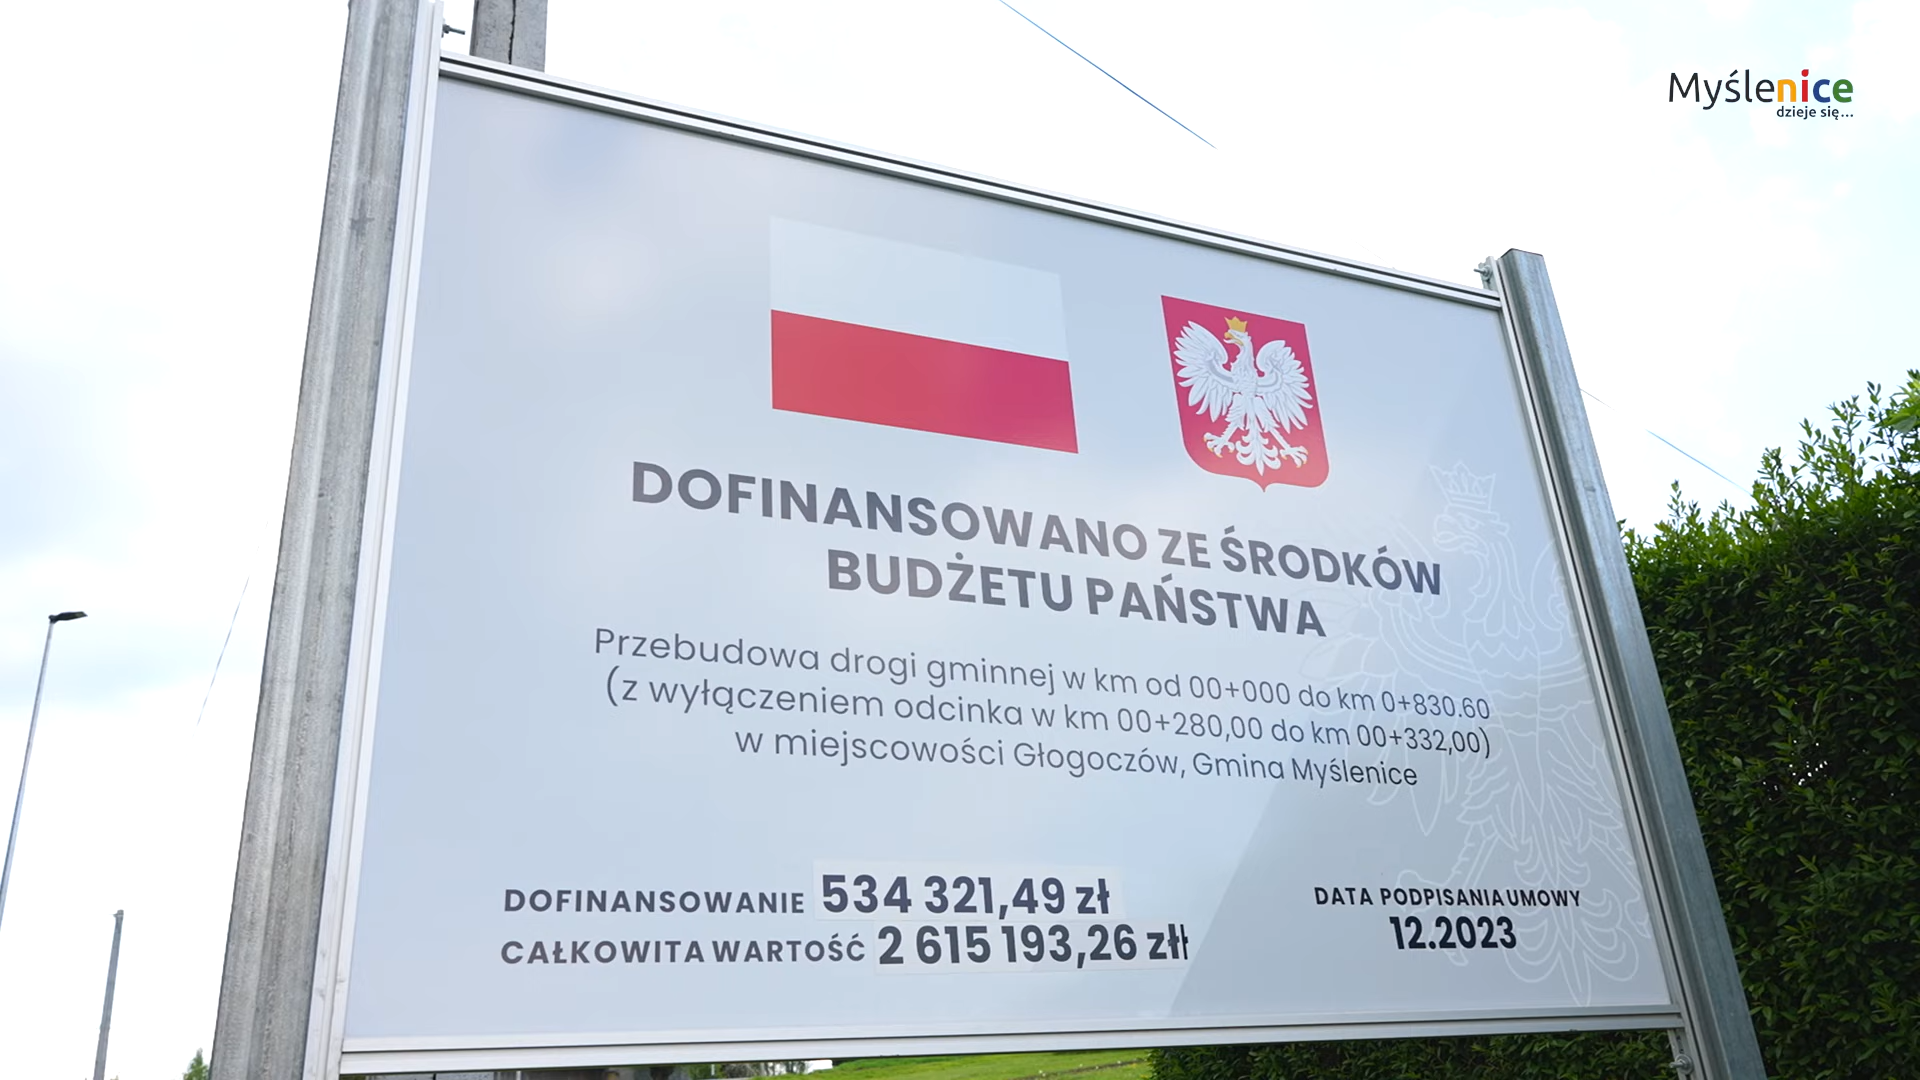 Myślenice
dzieje się...
DOFINANSOWANO ZE ŚRODKÓW
BUDŻETU PAŃSTWA
Przebudowa drogi gminnej w km od 00+000 do km 0+830.60
(z wyłączeniem odcinka w km 00+280,00 do km 00+332,00)
w miejscowości Głogoczów, Gmina Myślenice
DOFINANSOWANIE 534 321,49 zł
CAŁKOWITA WARTOŚĆ 2 615 193,26 zł
DATA PODPISANIA UMOWY
12.2023